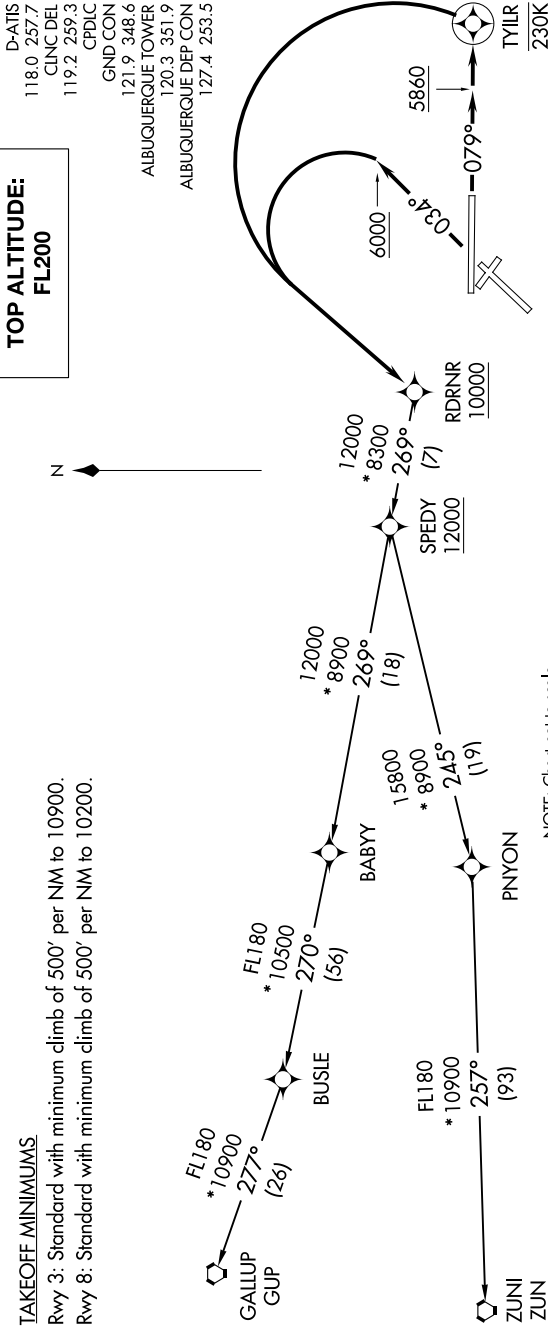 D-ATIS
118.0 257.7
CLNC DEL
119.2 259.3
CPDLC
GND CON
121.9 348.6
ALBUQUERQUE TOWER
120.3 351.9
ALBUQUERQUE DEP CON
127.4 253.5
TOP ALTITUDE:
FL200
TAKEOFF MINIMUMS
Rwy 3: Standard with minimum climb of 500' per NM to 10900.
Rwy 8: Standard with minimum climb of 500' per NM to 10200.
N
GALLUP
GUP
FL180
*10900
277°
(26)
BUSLE
FL180
*10500
270°
(56)
BABYY
12000
* 8900
269°
(18)
SPEDY
12000
12000
* 8300
269°
(7)
RDRNR
10000
6000
034°
5860
079°
TYILR
230K
15800
* 8900
245°
(19)
PNYON
FL180
*10900
257°
(93)
ZUNI
ZUN